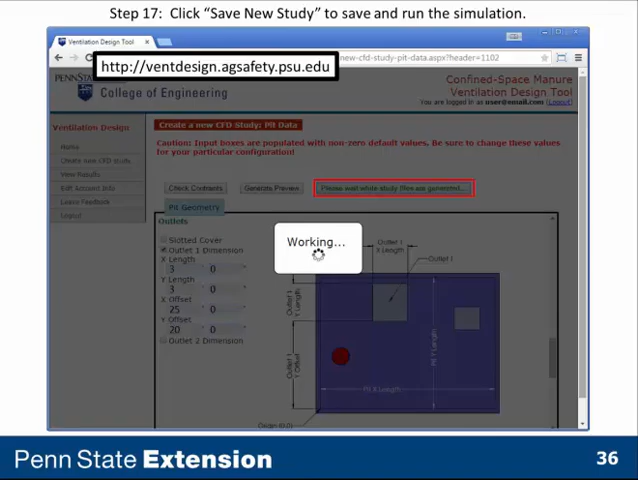 Step 17: Click “Save New Study” to save and run the simulation.
Ventilation Design Tool
http://ventdesign.agsafety.psu.edu
new-cfd-study-pit-data.aspx?header=1102
PENNSTATE
College of Engineering
Confined-Space Manure
Ventilation Design Tool
You are logged in as user@email.com [Logout]
Ventilation Design
Home
Create new CFD study
View Results
Edit Account Info
Leave Feedback
Logout
Create a new CFD Study: Pit Data
Caution: Input boxes are populated with non-zero default values. Be sure to change these values
for your particular configuration!
Check Contraints
Generate Preview
Please wait while study files are generated...
Pit Geometry
Outlets
Slotted Cover
Outlet 1 Dimension
X Length
3 ' 0 "
Y Length
3 ' 0 "
X Offset
25 ' 0 "
Y Offset
20 ' 0 "
Outlet 2 Dimension
Working...
Outlet 1
X Length
Outlet 1
Outlet 1
Y Length
Outlet 1
Y Offset
Pit Y Length
Pit X Length
Origin (0,0)
Penn State Extension
36